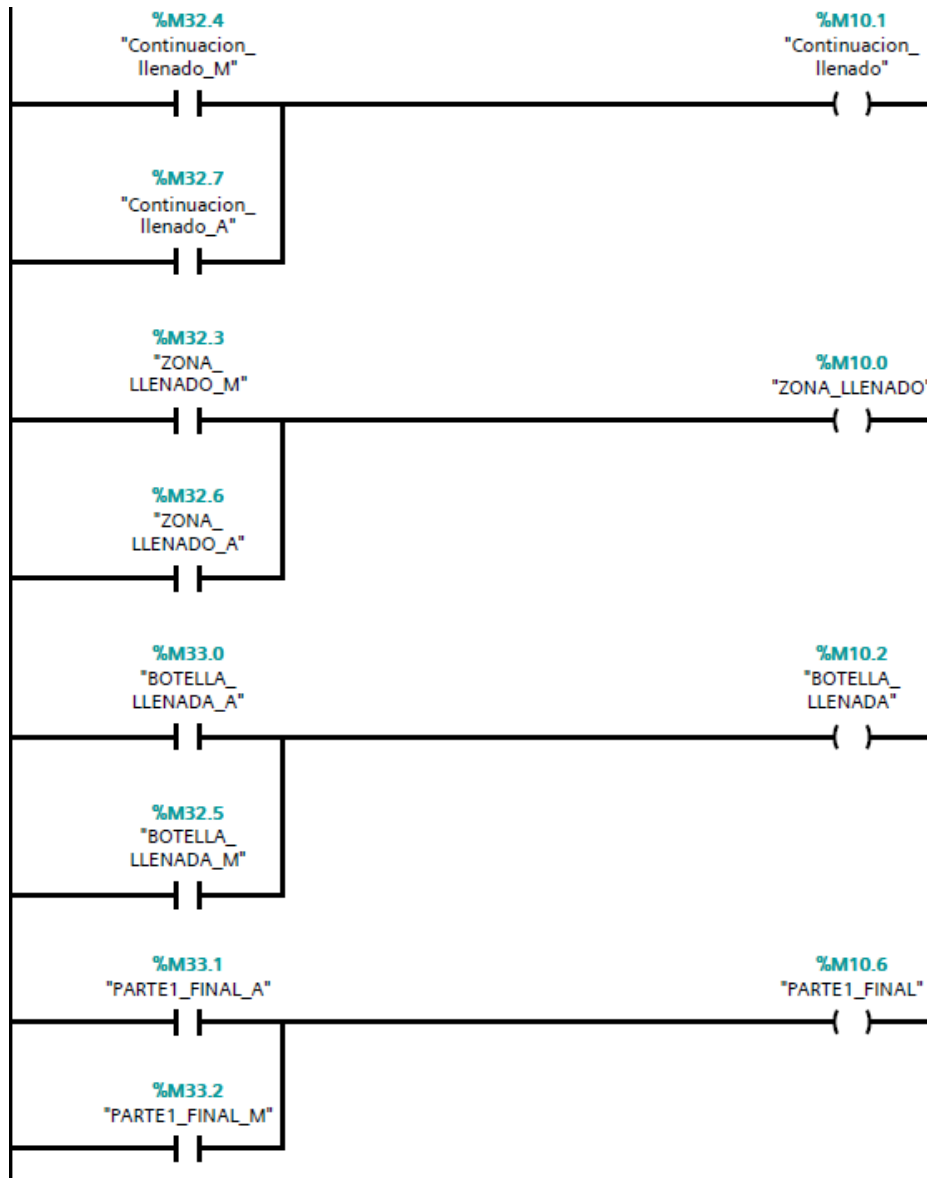 %M32.4
"Continuacion_
llenado_M"
%M10.1
"Continuacion_
llenado"
%M32.7
"Continuacion_
llenado_A"
%M32.3
"ZONA_
LLENADO_M"
%M10.0
"ZONA_LLENADO"
%M32.6
"ZONA_
LLENADO_A"
%M33.0
"BOTELLA_
LLENADA_A"
%M10.2
"BOTELLA_
LLENADA"
%M32.5
"BOTELLA_
LLENADA_M"
%M33.1
"PARTE1_FINAL_A"
%M10.6
"PARTE1_FINAL"
%M33.2
"PARTE1_FINAL_M"